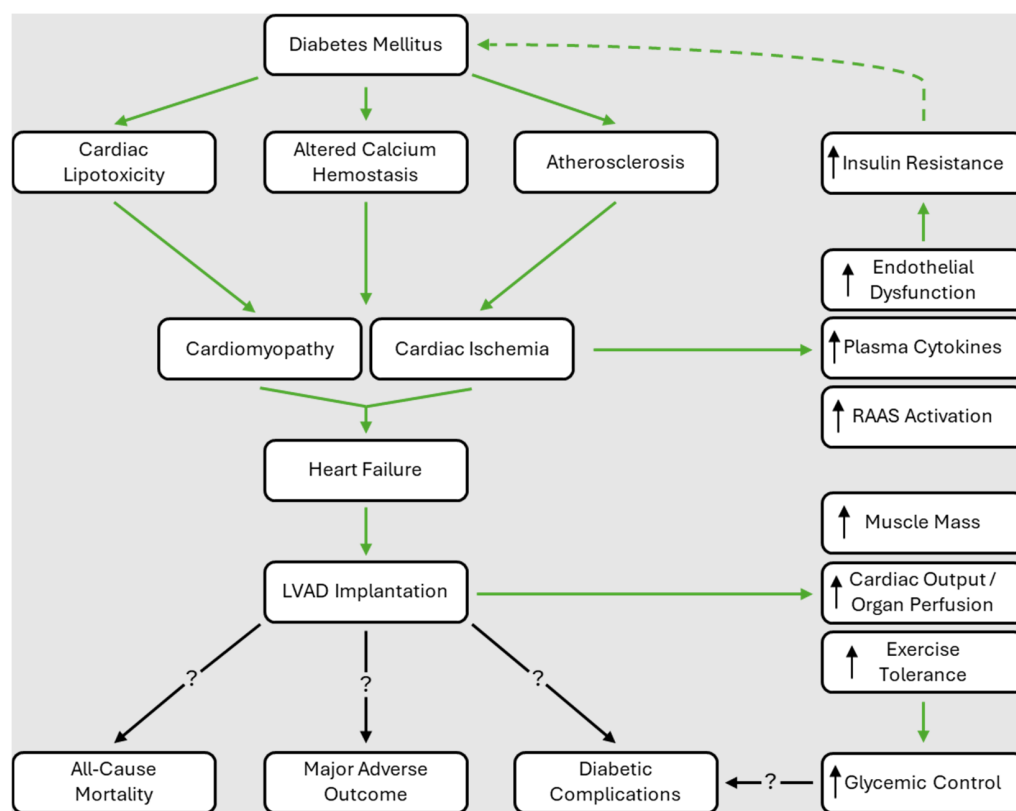 Diabetes Mellitus
Cardiac
Lipotoxicity
Altered Calcium
Hemostasis
Atherosclerosis
Insulin Resistance
Endothelial
Dysfunction
Cardiomyopathy
Cardiac Ischemia
Plasma Cytokines
RAAS Activation
Heart Failure
Muscle Mass
LVAD Implantation
Cardiac Output /
Organ Perfusion
Exercise
Tolerance
?
?
?
All-Cause
Mortality
Major Adverse
Outcome
Diabetic
Complications
?
Glycemic Control